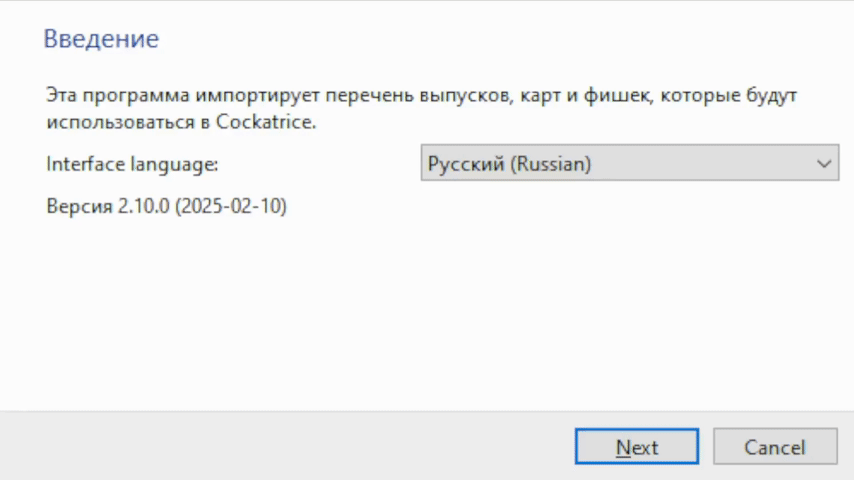 Введение
Эта программа импортирует перечень выпусков, карт и фишек, которые будут
использоваться в Cockatrice.
Interface language:
Русский (Russian)
Версия 2.10.0 (2025-02-10)
Next
Cancel